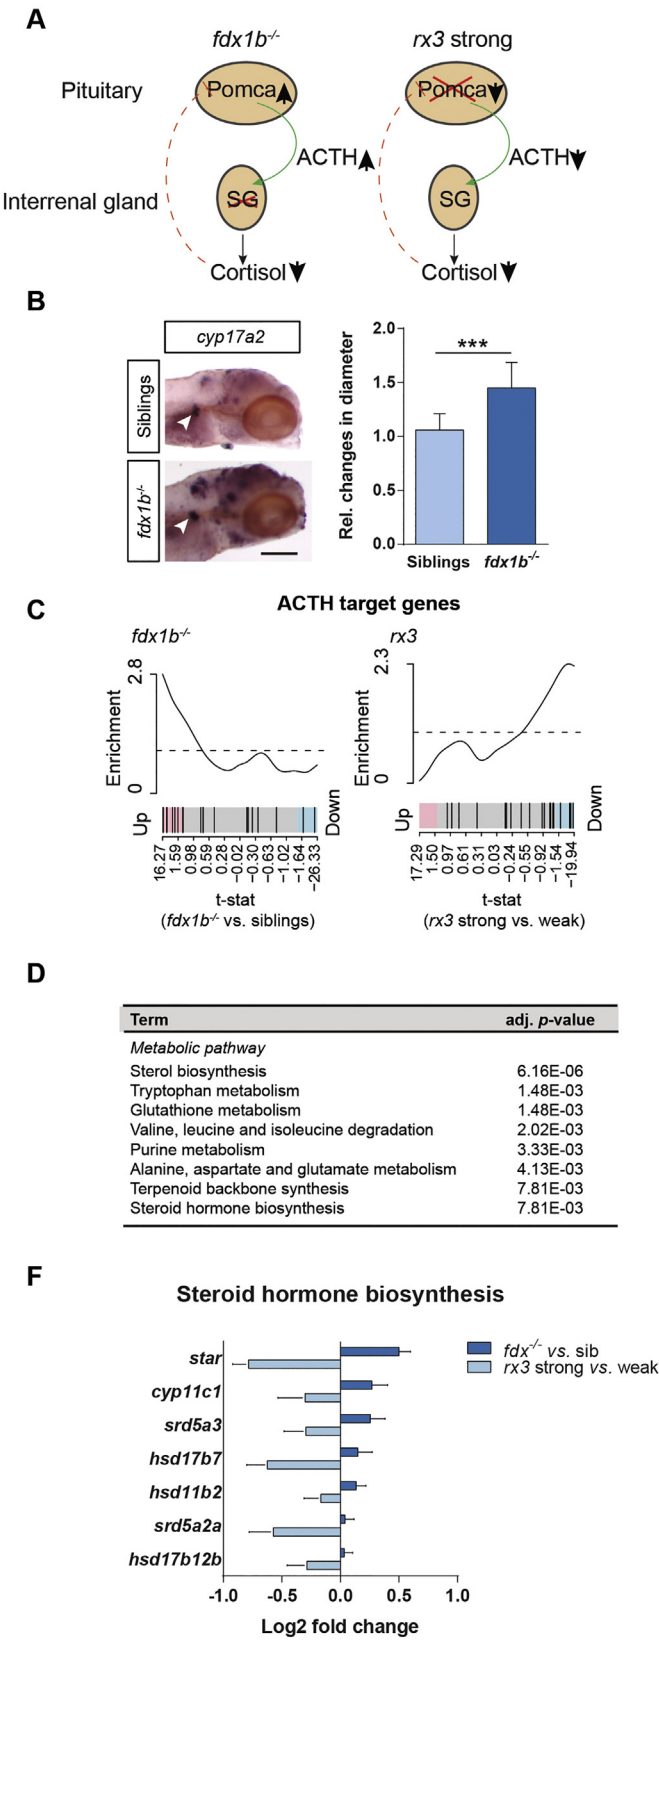 A
fdx1b-/-
rx3 strong
Pituitary
Pomca
Pomca
ACTH
ACTH
Interrenal gland
SG
SG
Cortisol
Cortisol
B
cyp17a2
Siblings
fdx1b-/-
Rel. changes in diameter
2.0
1.5
1.0
0.5
0.0
***
Siblings
fdx1b-/-
C
ACTH target genes
fdx1b-/-
Enrichment
2.8
0
Up
Down
16.27
1.59
0.98
0.59
0.28
−0.02
−0.30
−0.63
−1.02
−1.64
−26.33
t-stat
(fdx1b-/- vs. siblings)
rx3
Enrichment
2.3
0
Up
Down
17.29
1.50
0.97
0.61
0.31
0.03
−0.24
−0.55
−0.92
−1.54
−19.94
t-stat
(rx3 strong vs. weak)
D
Term adj. p-value
Metabolic pathway
Sterol biosynthesis 6.16E-06
Tryptophan metabolism 1.48E-03
Glutathione metabolism 1.48E-03
Valine, leucine and isoleucine degradation 2.02E-03
Purine metabolism 3.33E-03
Alanine, aspartate and glutamate metabolism 4.13E-03
Terpenoid backbone synthesis 7.81E-03
Steroid hormone biosynthesis 7.81E-03
F
Steroid hormone biosynthesis
fdx-/- vs. sib
rx3 strong vs. weak
star
cyp11c1
srd5a3
hsd17b7
hsd11b2
srd5a2a
hsd17b12b
-1.0 -0.5 0.0 0.5 1.0
Log2 fold change